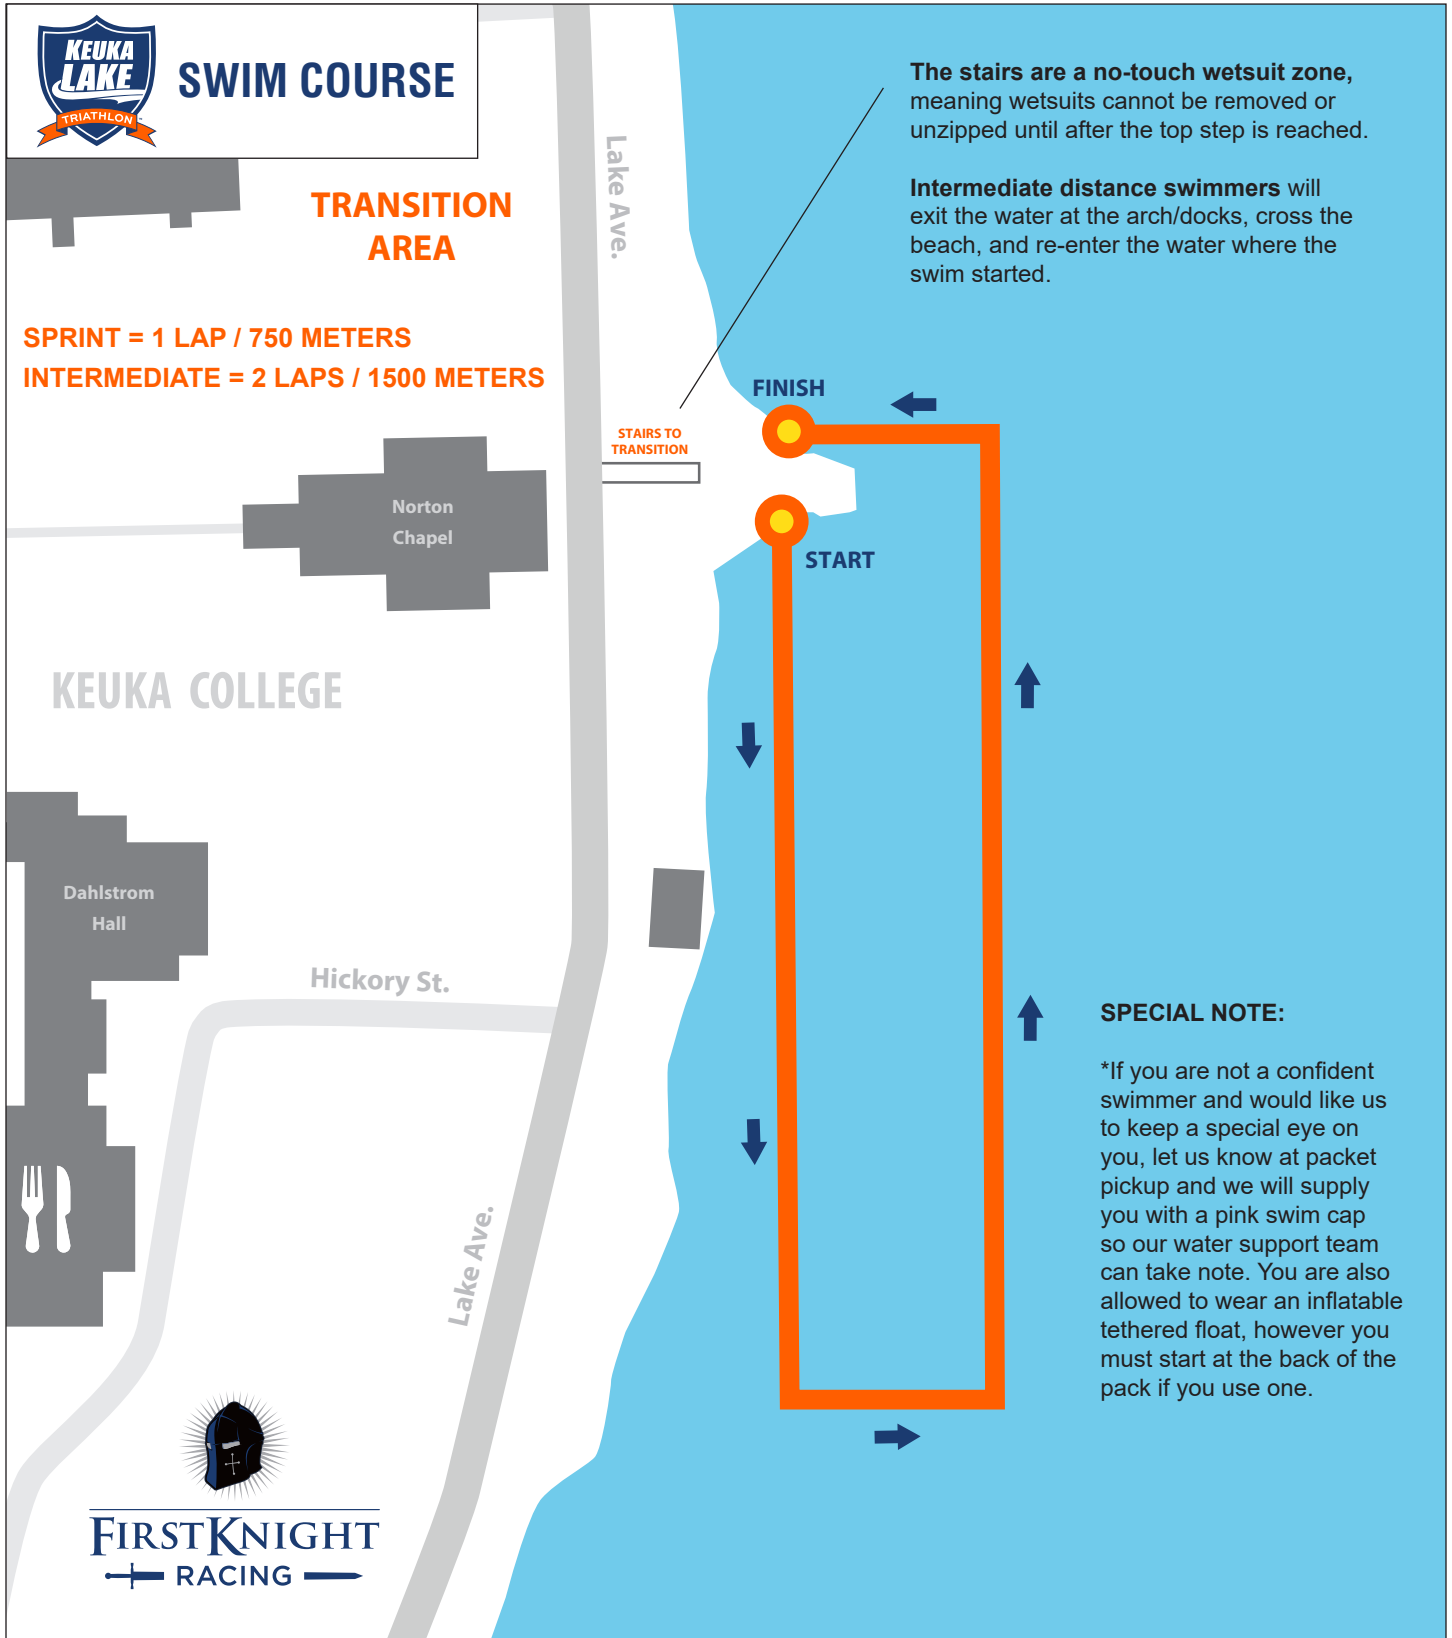 KEUKA
LAKE
TRIATHLON™
SWIM COURSE
The stairs are a no-touch wetsuit zone,
meaning wetsuits cannot be removed or
unzipped until after the top step is reached.
Intermediate distance swimmers will
exit the water at the arch/docks, cross the
beach, and re-enter the water where the
swim started.
Lake Ave.
TRANSITION
AREA
SPRINT = 1 LAP / 750 METERS
INTERMEDIATE = 2 LAPS / 1500 METERS
FINISH
STAIRS TO
TRANSITION
Norton
Chapel
START
KEUKA COLLEGE
Dahlstrom
Hall
Hickory St.
SPECIAL NOTE:
*If you are not a confident
swimmer and would like us
to keep a special eye on
you, let us know at packet
pickup and we will supply
you with a pink swim cap
so our water support team
can take note. You are also
allowed to wear an inflatable
tethered float, however you
must start at the back of the
pack if you use one.
Lake Ave.
FIRSTKNIGHT
RACING